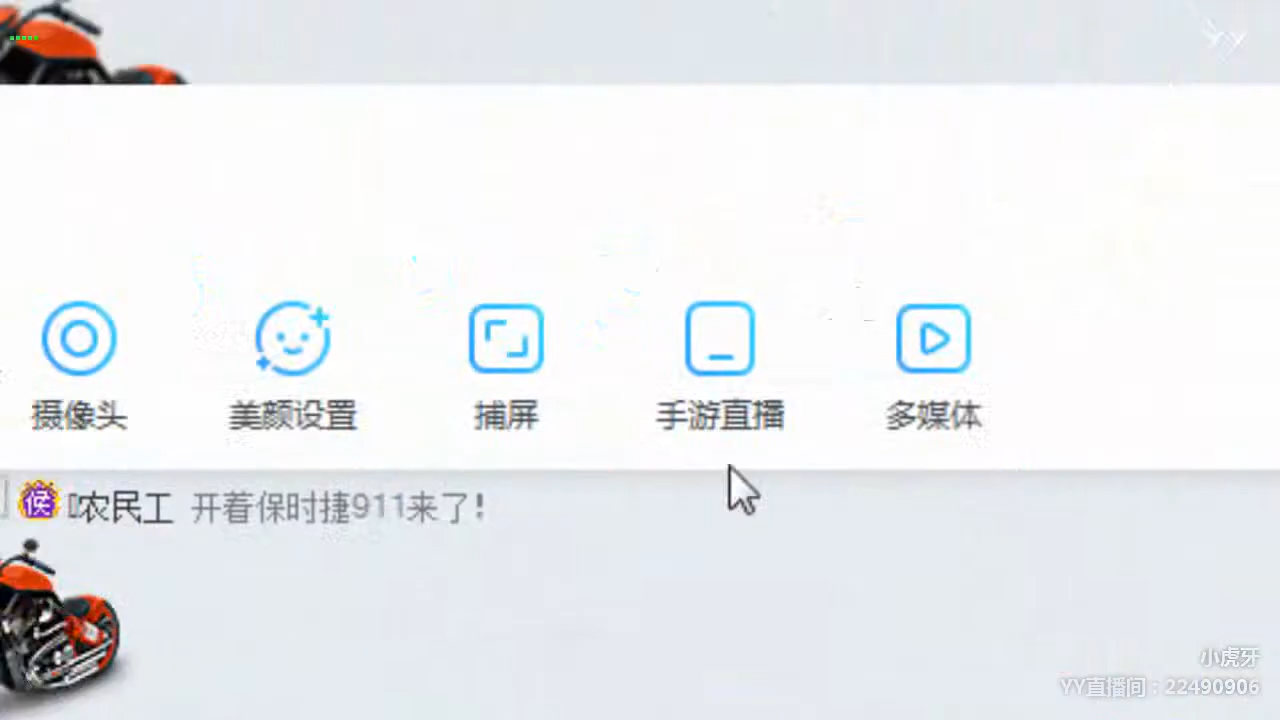 摄像头 美颜设置 捕屏 手游直播 多媒体
侯 农民工 开着保时捷911来了!
小虎牙
YY直播间：22490906